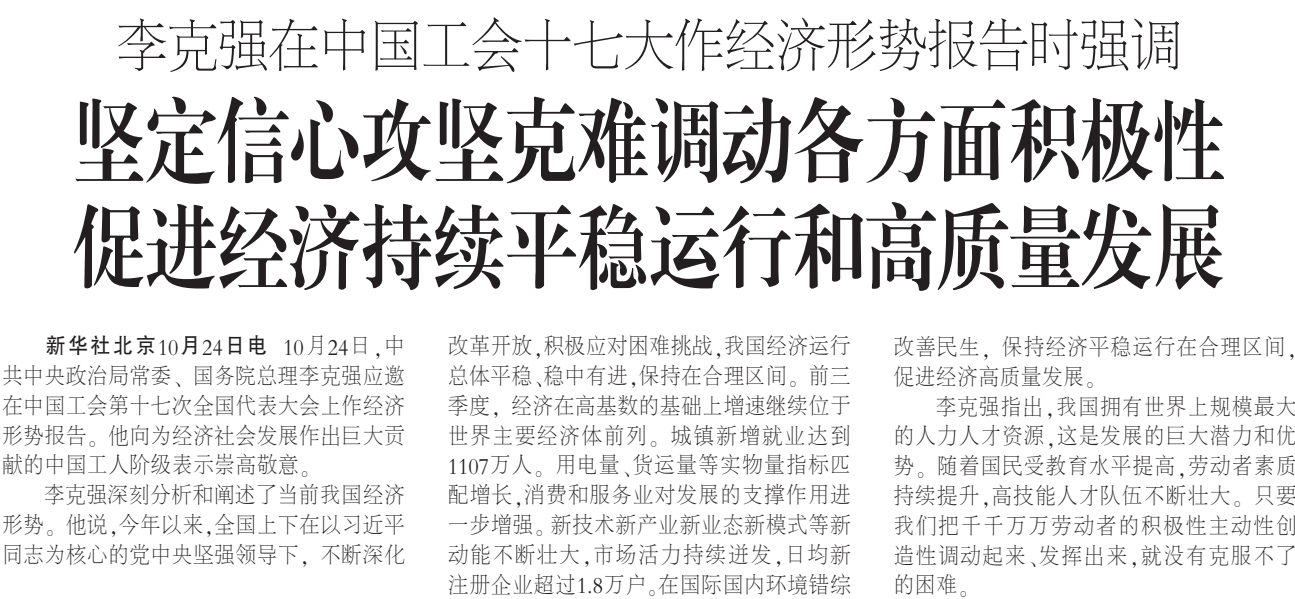 李克强在中国工会十七大作经济形势报告时强调
坚定信心攻坚克难调动各方面积极性
促进经济持续平稳运行和高质量发展
新华社北京10月24日电 10月24日,中
共中央政治局常委、国务院总理李克强应邀
在中国工会第十七次全国代表大会上作经济
形势报告。他向为经济社会发展作出巨大贡
献的中国工人阶级表示崇高敬意。
李克强深刻分析和阐述了当前我国经济
形势。他说,今年以来,全国上下在以习近平
同志为核心的党中央坚强领导下，不断深化
改革开放,积极应对困难挑战,我国经济运行
总体平稳、稳中有进,保持在合理区间。前三
季度，经济在高基数的基础上增速继续位于
世界主要经济体前列。城镇新增就业达到
1107万人。用电量、货运量等实物量指标匹
配增长,消费和服务业对发展的支撑作用进
一步增强。新技术新产业新业态新模式等新
动能不断壮大,市场活力持续迸发,日均新
注册企业超过1.8万户。在国际国内环境错综
改善民生，保持经济平稳运行在合理区间,
促进经济高质量发展。
李克强指出,我国拥有世界上规模最大
的人力人才资源,这是发展的巨大潜力和优
势。随着国民受教育水平提高,劳动者素质
持续提升,高技能人才队伍不断壮大。只要
我们把千千万万劳动者的积极性主动性创
造性调动起来、发挥出来,就没有克服不了
的困难。